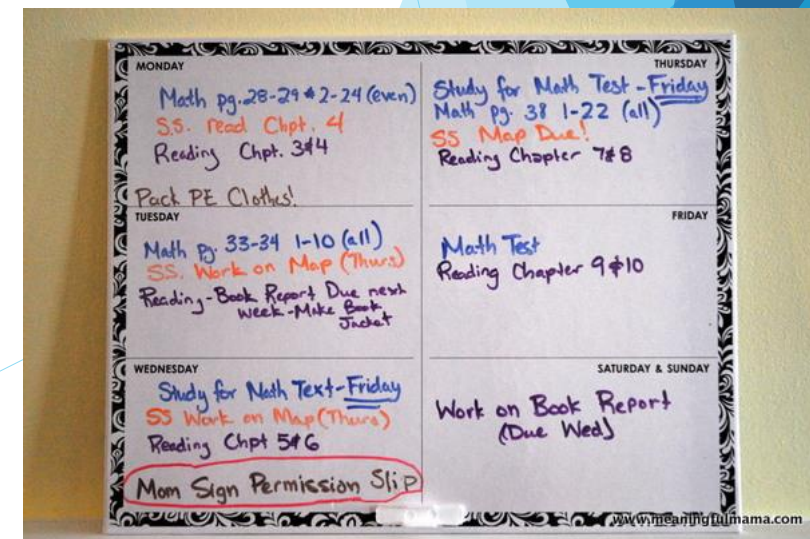 MONDAY
Math pg. 28-29 # 2-24 (even)
S.S. read Chpt. 4
Reading Chpt. 3&4
Pack PE Clothes!
TUESDAY
Math pg. 33-34 1-10 (all)
SS. Work on Map (Thurs)
Reading-Book Report Due next
week-Make Book
Jacket
WEDNESDAY
Study for Math Text-Friday
SS Work on Map (Thurs)
Reading Chpt 5&6
Mom Sign Permission Slip
THURSDAY
Study for Math Test-Friday
Math pg. 38 1-22 (all)
SS Map Due!
Reading Chapter 7&8
FRIDAY
Math Test
Reading Chapter 9&10
SATURDAY & SUNDAY
Work on Book Report
(Due Wed)
www.meaningfulmama.com